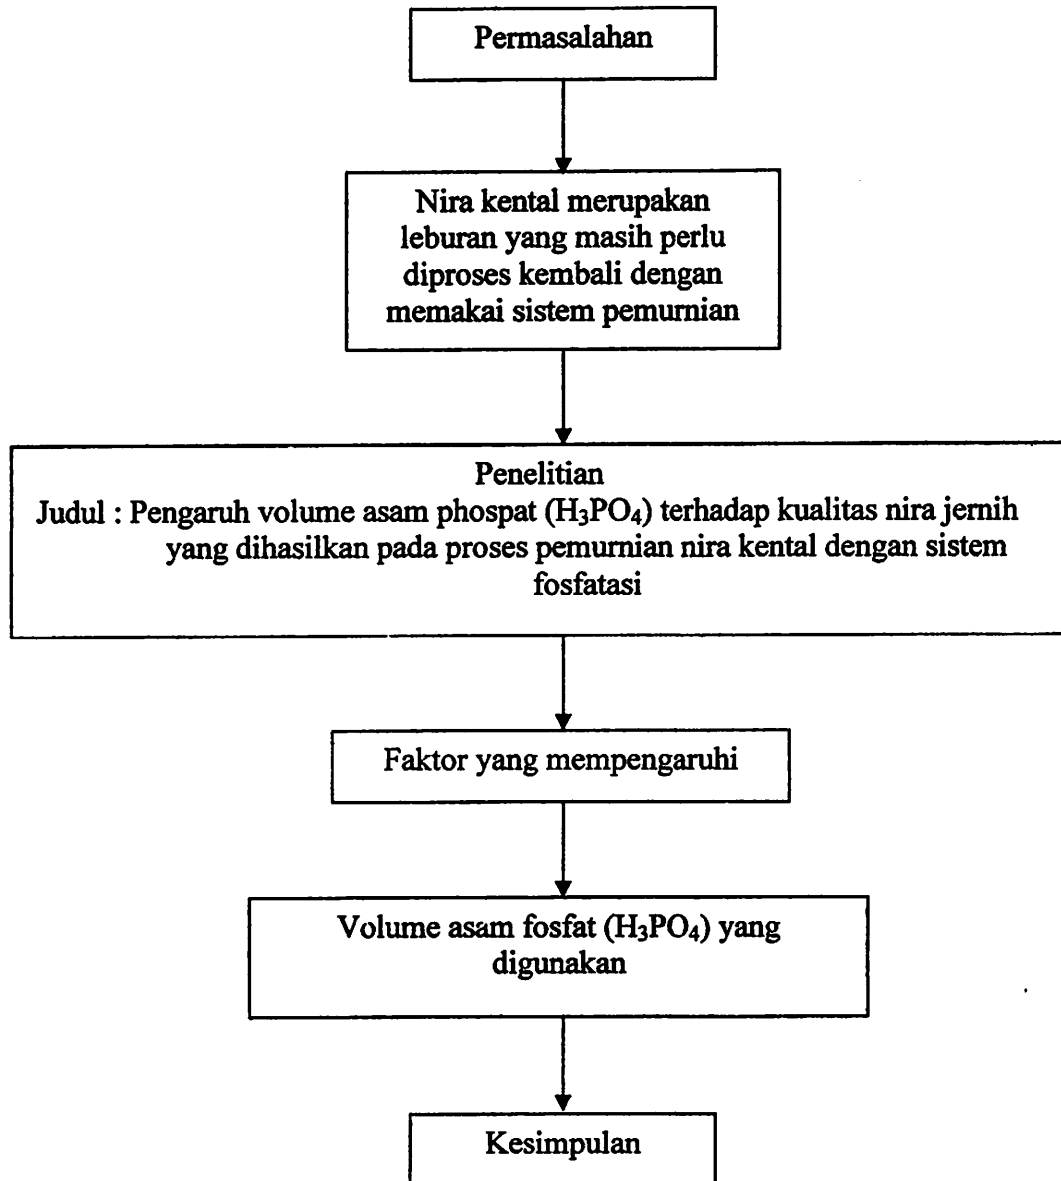 Permasalahan
Nira kental merupakan
leburan yang masih perlu
diproses kembali dengan
memakai sistem pemurnian
Penelitian
Judul : Pengaruh volume asam phospat (H₃PO₄) terhadap kualitas nira jernih
yang dihasilkan pada proses pemurnian nira kental dengan sistem
fosfatasi
Faktor yang mempengaruhi
Volume asam fosfat (H₃PO₄) yang
digunakan
Kesimpulan